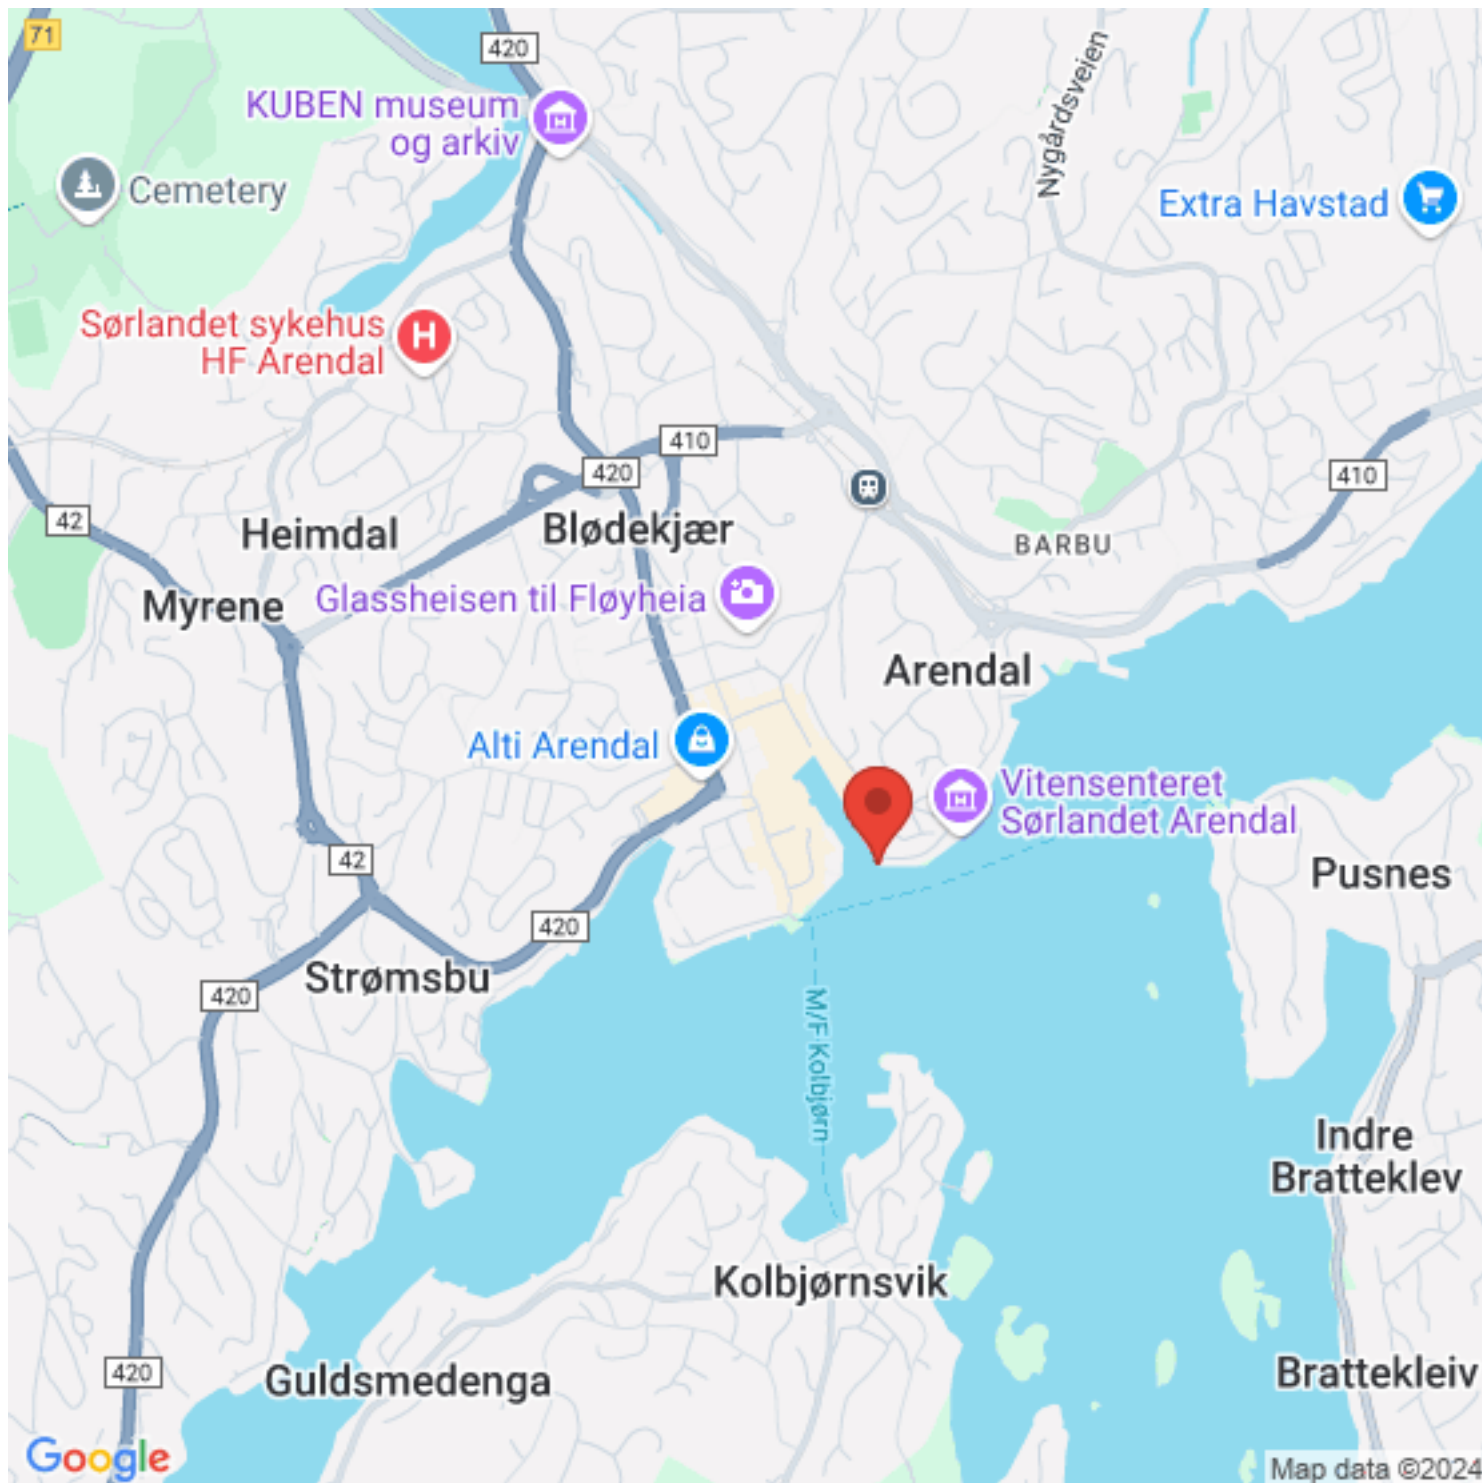 71
420
KUBEN museum
og arkiv
Nygårdsveien
Cemetery
Extra Havstad
Sørlandet sykehus
HF Arendal
H
410
420
410
42
Heimdal
Blødekjær
BARBU
Myrene
Glassheisen til Fløyheia
Arendal
Alti Arendal
Vitensenteret
Sørlandet Arendal
42
Pusnes
420
Strømsbu
420
M/F Kolbjørn
Indre
Bratteklev
Kolbjørnsvik
420
Guldsmedenga
Brattekleiv
Google
Map data ©2024